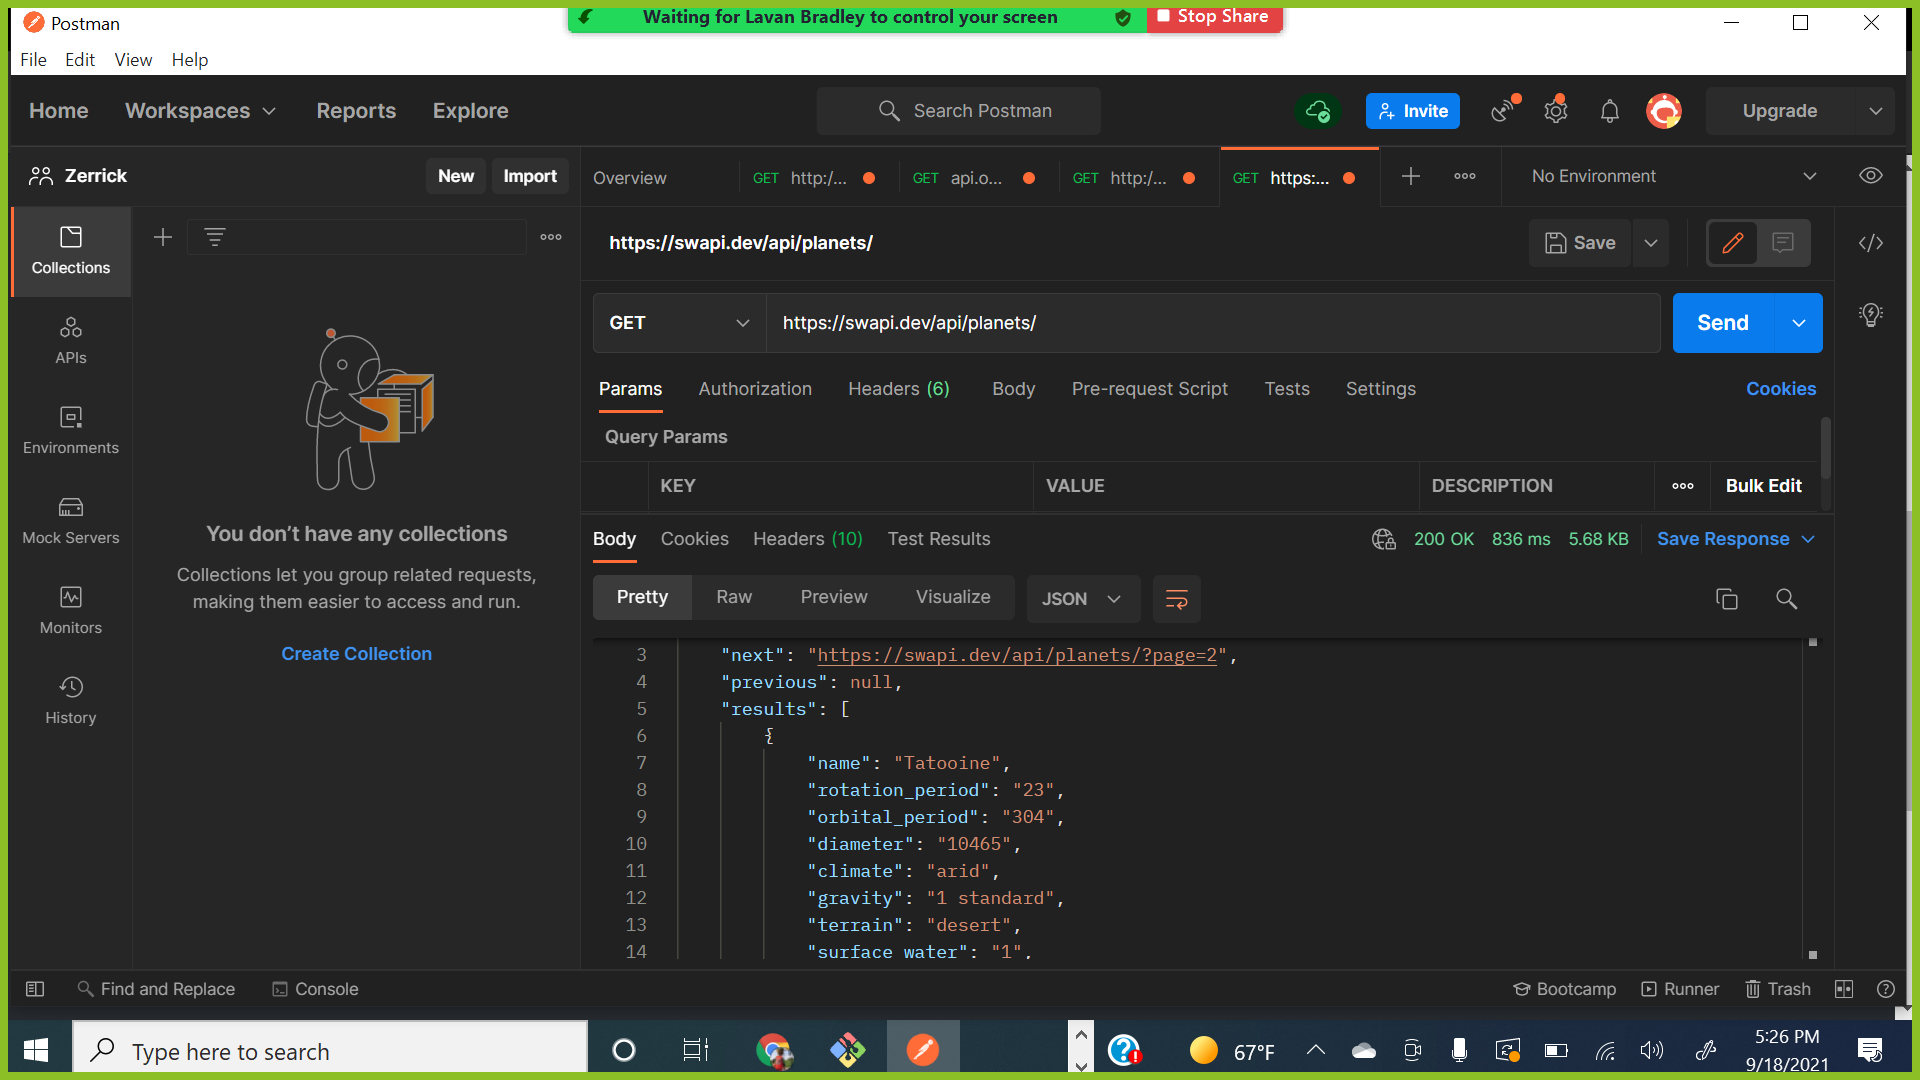 Waiting for Lavan Bradley to control your screen
Stop Share
Postman
File Edit View Help
Home Workspaces Reports Explore
Search Postman
Invite
Upgrade
Zerrick
New Import
Overview
GET http:/...
GET api.o...
GET http:/...
GET https:...
No Environment
https://swapi.dev/api/planets/
Save
GET
https://swapi.dev/api/planets/
Send
Params Authorization Headers (6) Body Pre-request Script Tests Settings
Cookies
Query Params
KEY VALUE DESCRIPTION
Bulk Edit
Collections
APIs
Environments
Mock Servers
Monitors
History
You don’t have any collections
Collections let you group related requests,
making them easier to access and run.
Create Collection
Body Cookies Headers (10) Test Results
200 OK 836 ms 5.68 KB
Save Response
Pretty Raw Preview Visualize
JSON
3 "next": "https://swapi.dev/api/planets/?page=2",
4 "previous": null,
5 "results": [
6 {
7 "name": "Tatooine",
8 "rotation_period": "23",
9 "orbital_period": "304",
10 "diameter": "10465",
11 "climate": "arid",
12 "gravity": "1 standard",
13 "terrain": "desert",
14 "surface_water": "1",
Find and Replace
Console
Bootcamp
Runner
Trash
Type here to search
67°F
5:26 PM
9/18/2021